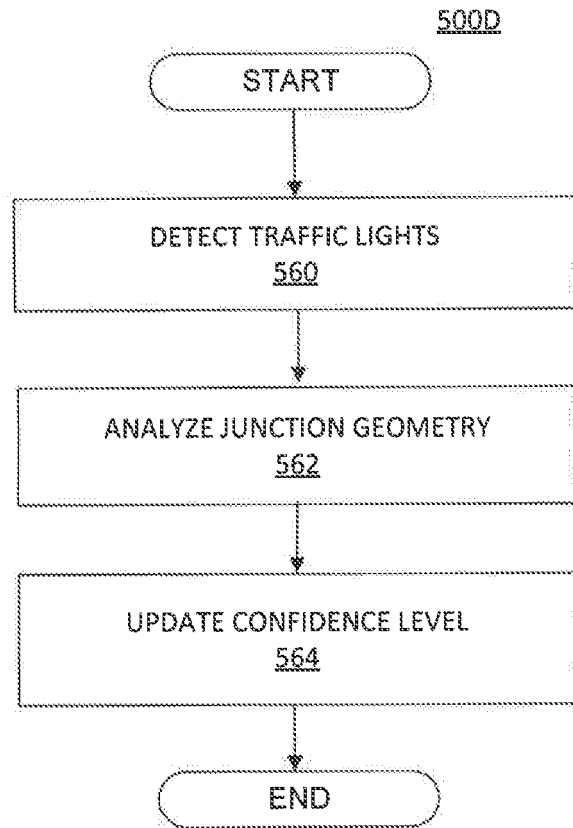 500D
START
DETECT TRAFFIC LIGHTS
560
ANALYZE JUNCTION GEOMETRY
562
UPDATE CONFIDENCE LEVEL
564
END